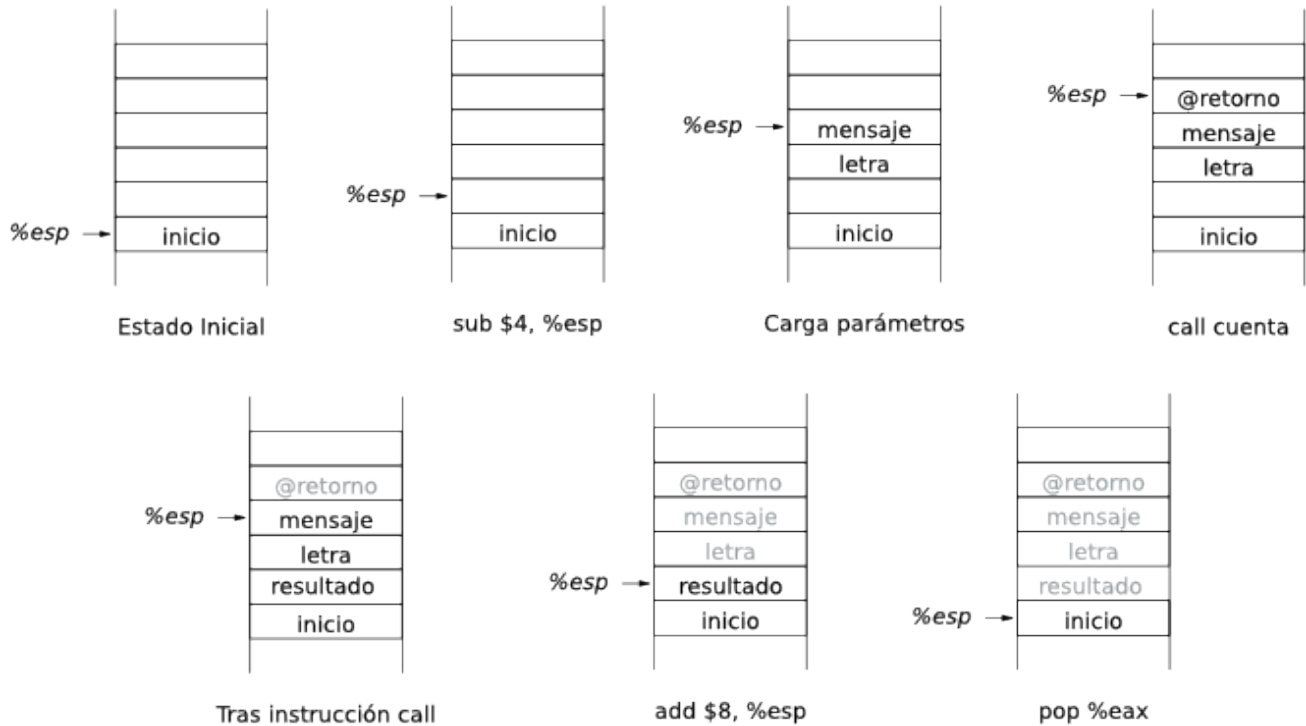 %esp
inicio
Estado Inicial
%esp
inicio
sub $4, %esp
%esp
mensaje
letra
inicio
Carga parámetros
%esp
@retorno
mensaje
letra
inicio
call cuenta
@retorno
%esp
mensaje
letra
resultado
inicio
Tras instrucción call
@retorno
mensaje
letra
%esp
resultado
inicio
add $8, %esp
@retorno
mensaje
letra
resultado
%esp
inicio
pop %eax